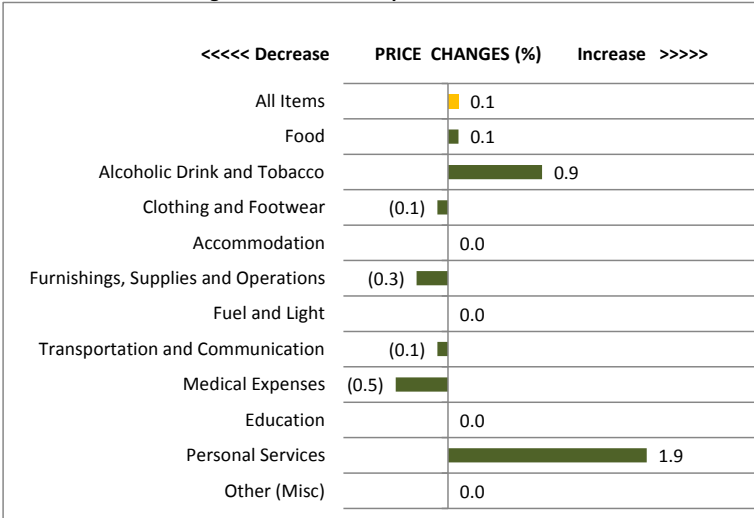 <<<<< Decrease PRICE CHANGES (%) Increase >>>>>
All Items 0.1
Food 0.1
Alcoholic Drink and Tobacco 0.9
Clothing and Footwear (0.1)
Accommodation 0.0
Furnishings, Supplies and Operations (0.3)
Fuel and Light 0.0
Transportation and Communication (0.1)
Medical Expenses (0.5)
Education 0.0
Personal Services 1.9
Other (Misc) 0.0